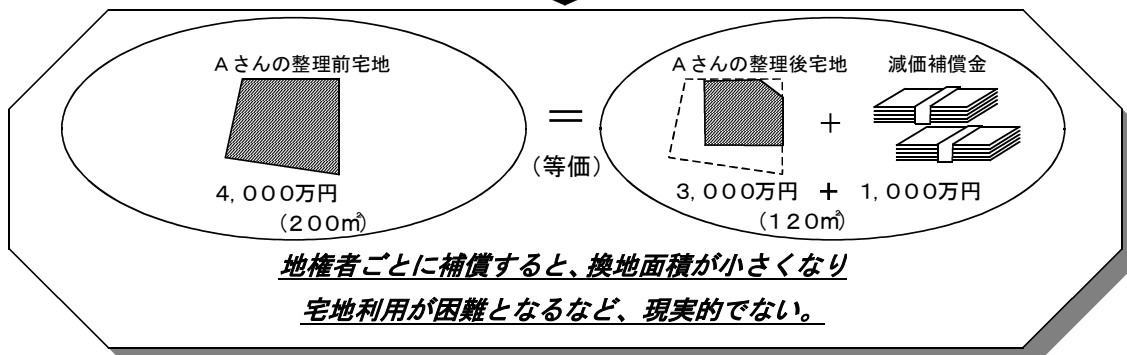 Aさんの整理前宅地
Aさんの整理後宅地 減価補償金
＝
＋
(等価)
4,000万円
(200㎡)
3,000万円 + 1,000万円
(120㎡)
地権者ごとに補償すると、換地面積が小さくなり
宅地利用が困難となるなど、現実的でない。